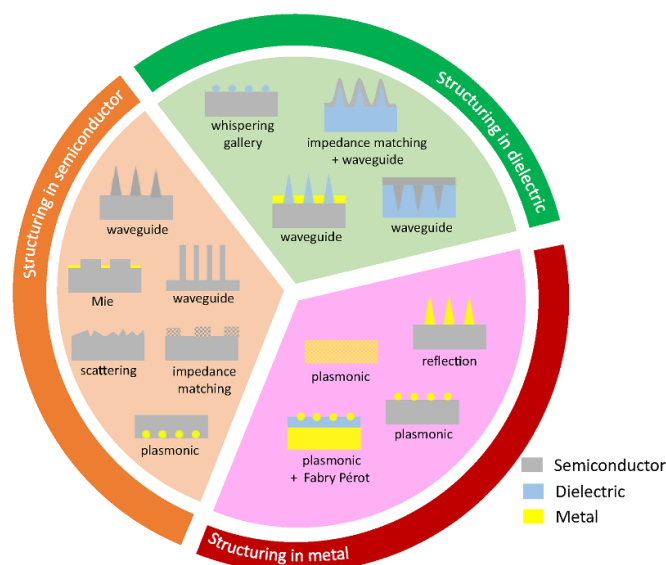 Structuring in semiconductor
Structuring in dielectric
whispering
gallery
impedance matching
+ waveguide
waveguide
waveguide
waveguide
Mie
waveguide
scattering
impedance
matching
plasmonic
reflection
plasmonic
plasmonic
plasmonic
+ Fabry Pérot
Structuring in metal
Semiconductor
Dielectric
Metal